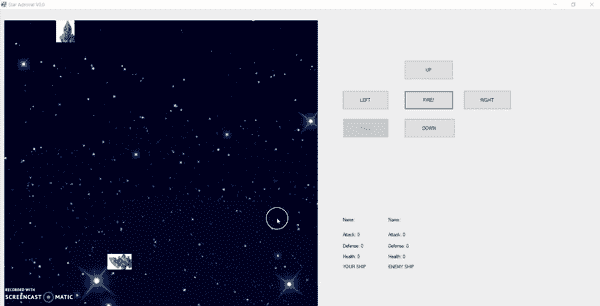 Star Admiral V0.6
UP
LEFT
FIRE!
RIGHT
DOWN
Name:
Name:
Attack: 0
Attack: 0
Defense: 0
Defense: 0
Health: 0
Health: 0
YOUR SHIP
ENEMY SHIP
RECORDED WITH
SCREENCAST MATIC